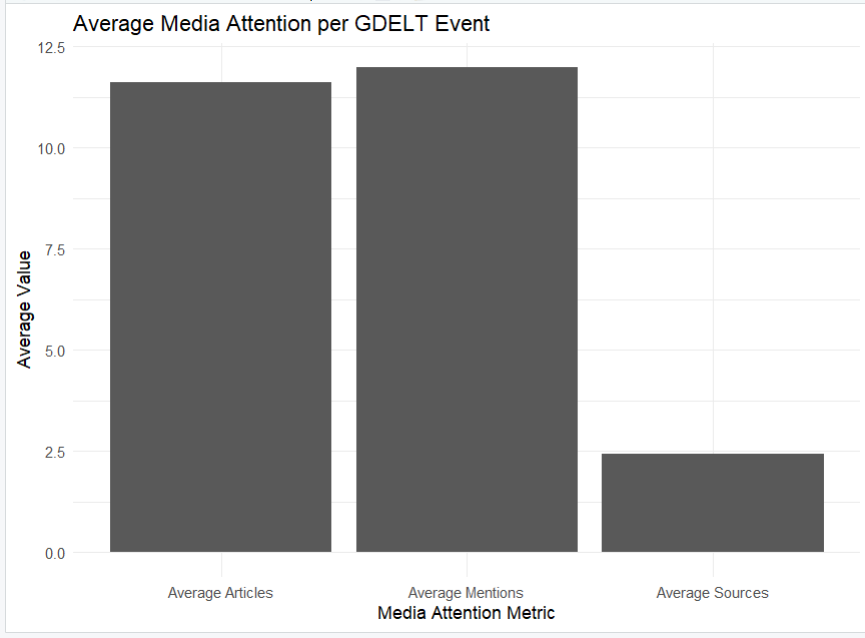 Average Media Attention per GDELT Event
12.5
10.0
7.5
5.0
2.5
0.0
Average Value
Average Articles Average Mentions Average Sources
Media Attention Metric